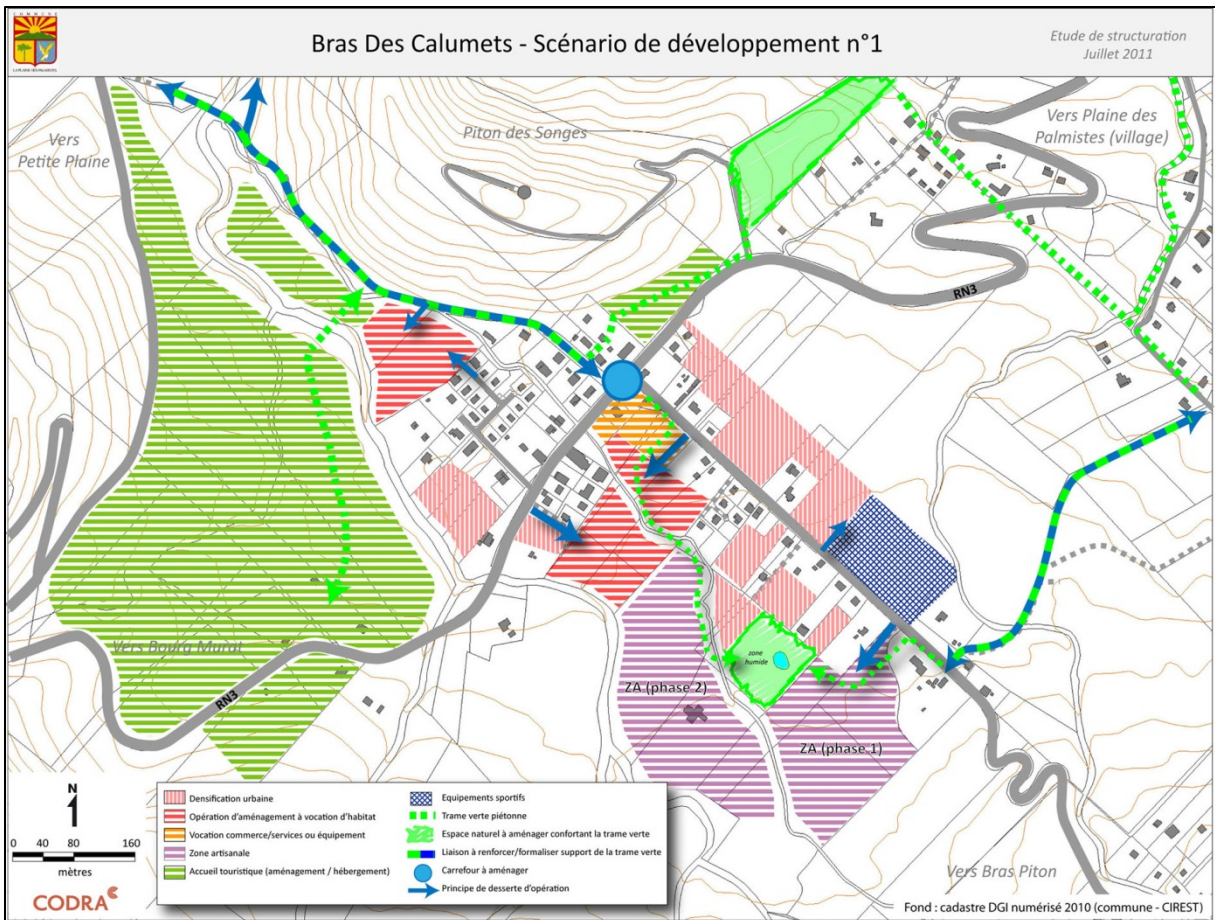 COMMUNE
LA PLAINE DES PALMISTES
Bras Des Calumets - Scénario de développement n°1
Etude de structuration
Juillet 2011
Vers
Petite Plaine
Piton des Songes
Vers Plaine des
Palmistes (village)
RN3
zone
humide
Vers Bourg Murat
RN3
ZA (phase 2)
ZA (phase 1)
N
0 40 80 160
mètres
CODRA
Densification urbaine
Opération d'aménagement à vocation d'habitat
Vocation commerce/services ou équipement
Zone artisanale
Accueil touristique (aménagement / hébergement)
Equipements sportifs
Trame verte piétonne
Espace naturel à aménager confortant la trame verte
Liaison à renforcer/formaliser support de la trame verte
Carrefour à aménager
Principe de desserte d'opération
Vers Bras Piton
Fond : cadastre DGI numérisé 2010 (commune - CIREST)